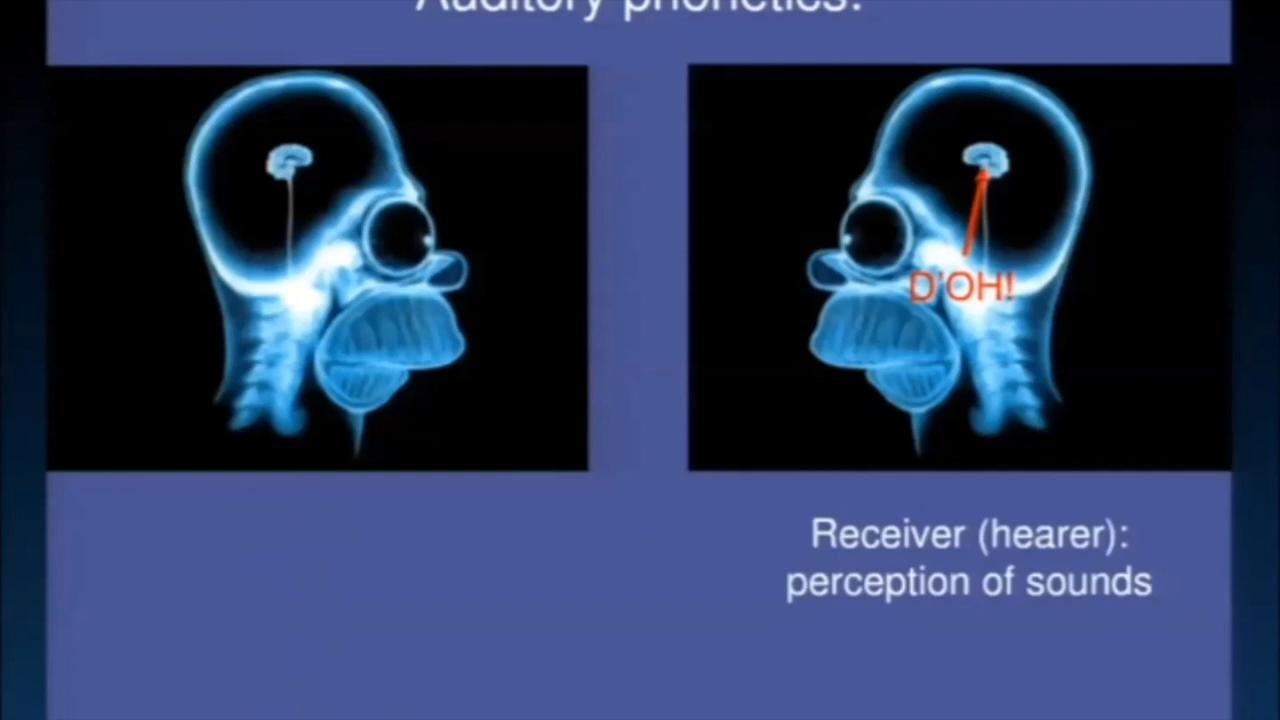 Auditory phonetics:
D'OH!
Receiver (hearer):
perception of sounds